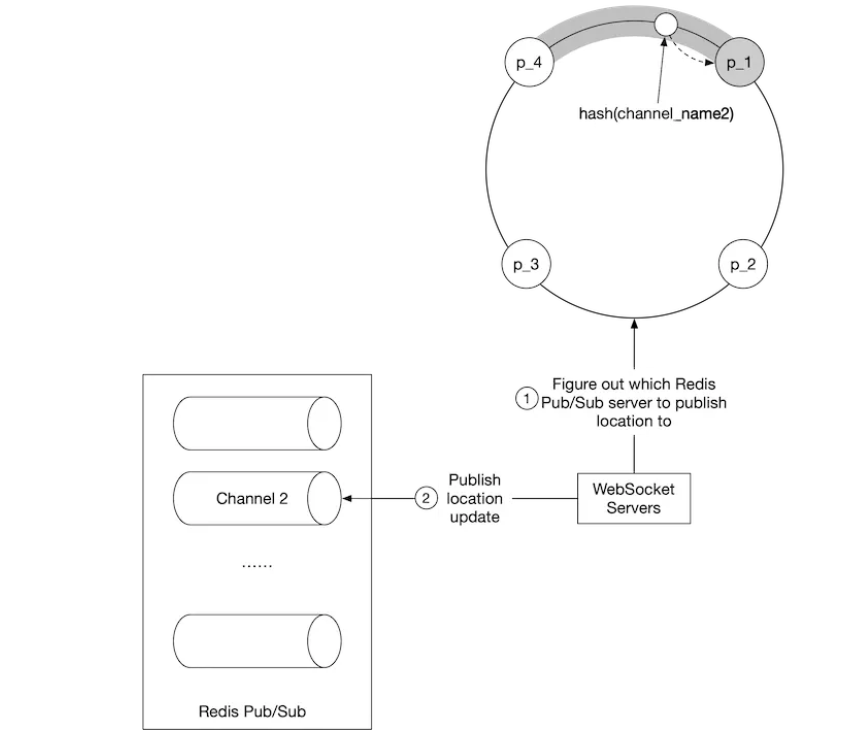 p_4
p_1
hash(channel_name2)
p_3
p_2
1
Figure out which Redis
Pub/Sub server to publish
location to
WebSocket
Servers
2
Publish
location
update
Channel 2
......
Redis Pub/Sub